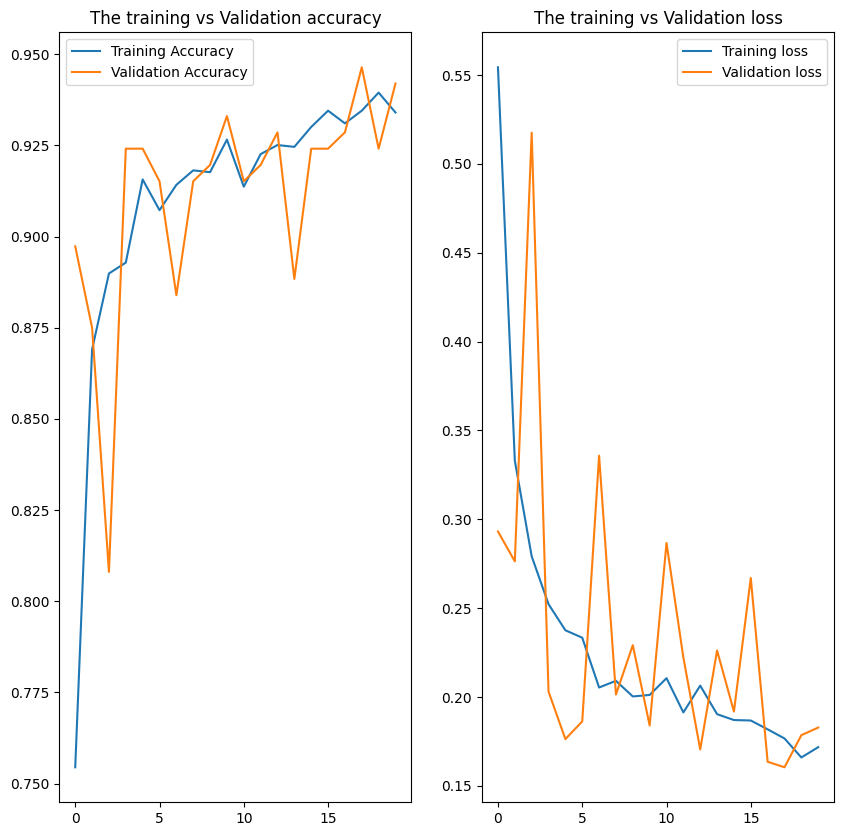 The training vs Validation accuracy
Training Accuracy
Validation Accuracy
0.950
0.925
0.900
0.875
0.850
0.825
0.800
0.775
0.750
0 5 10 15
The training vs Validation loss
Training loss
Validation loss
0.55
0.50
0.45
0.40
0.35
0.30
0.25
0.20
0.15
0 5 10 15